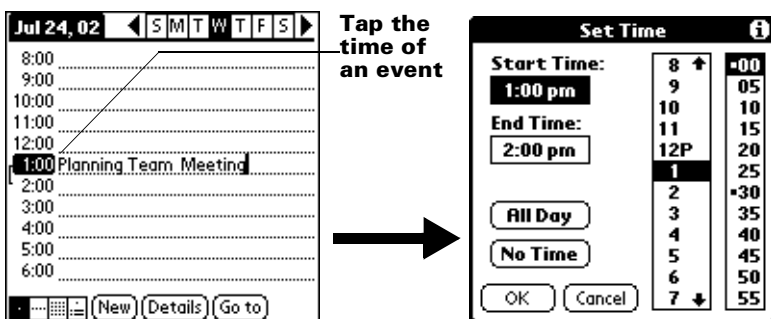 Jul 24, 02 S M T W T F S
8:00
9:00
10:00
11:00
12:00
1:00 Planning Team Meeting
2:00
3:00
4:00
5:00
6:00
New Details Go to
Tap the
time of
an event
Set Time i
Start Time:
1:00 pm
End Time:
2:00 pm
All Day
No Time
OK Cancel
8
9
10
11
12P
1
2
3
4
5
6
7
00
05
10
15
20
25
30
35
40
45
50
55